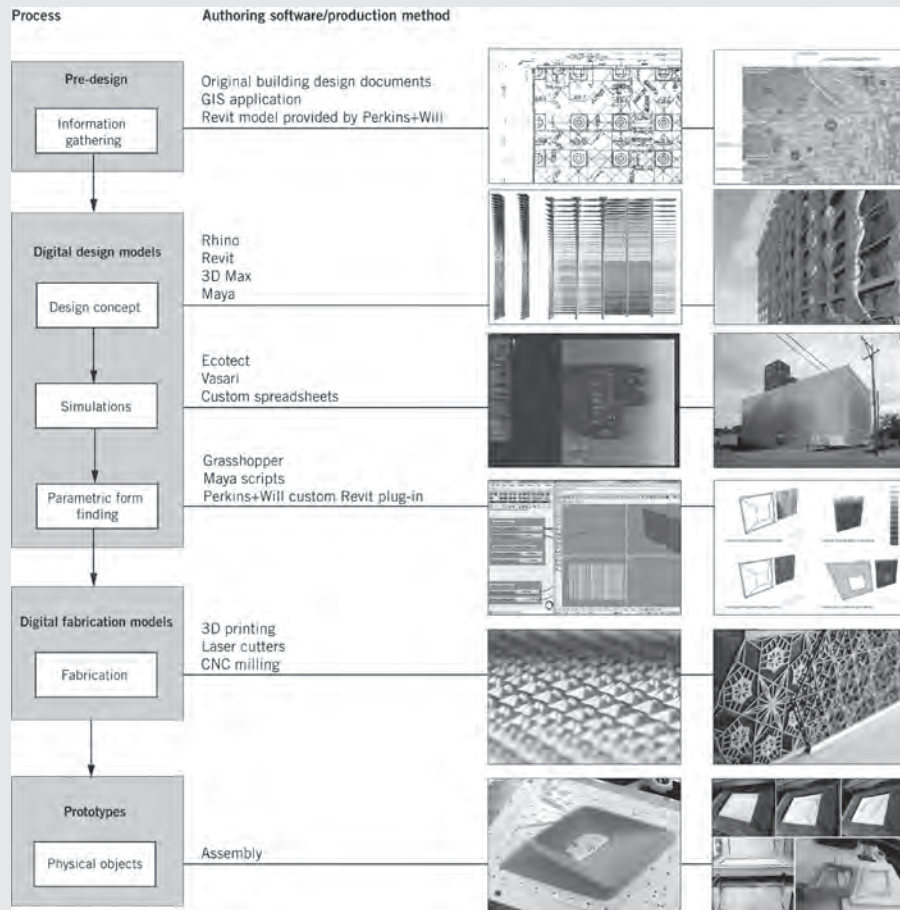 Process
Authoring software/production method
Pre-design
Information
gathering
Original building design documents
GIS application
Revit model provided by Perkins+Will
Digital design models
Design concept
Rhino
Revit
3D Max
Maya
Simulations
Ecotect
Vasari
Custom spreadsheets
Parametric form
finding
Grasshopper
Maya scripts
Perkins+Will custom Revit plug-in
Digital fabrication models
Fabrication
3D printing
Laser cutters
CNC milling
Prototypes
Physical objects
Assembly